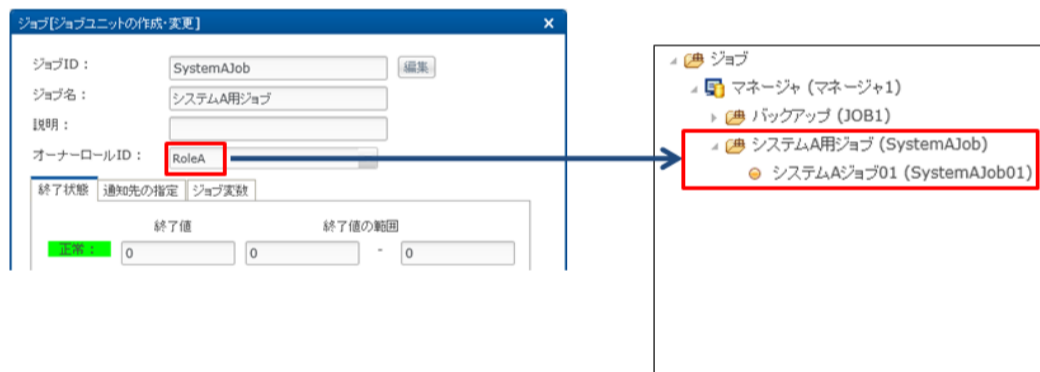 ジョブ[ジョブユニットの作成・変更]
×
ジョブID：
SystemAJob
編集
ジョブ名：
システムA用ジョブ
説明：
オーナーロールID：
RoleA
終了状態
通知先の指定
ジョブ変数
終了値
終了値の範囲
正常：
0
0
-
0
ジョブ
マネージャ (マネージャ1)
バックアップ (JOB1)
システムA用ジョブ (SystemAJob)
システムAジョブ01 (SystemAJob01)